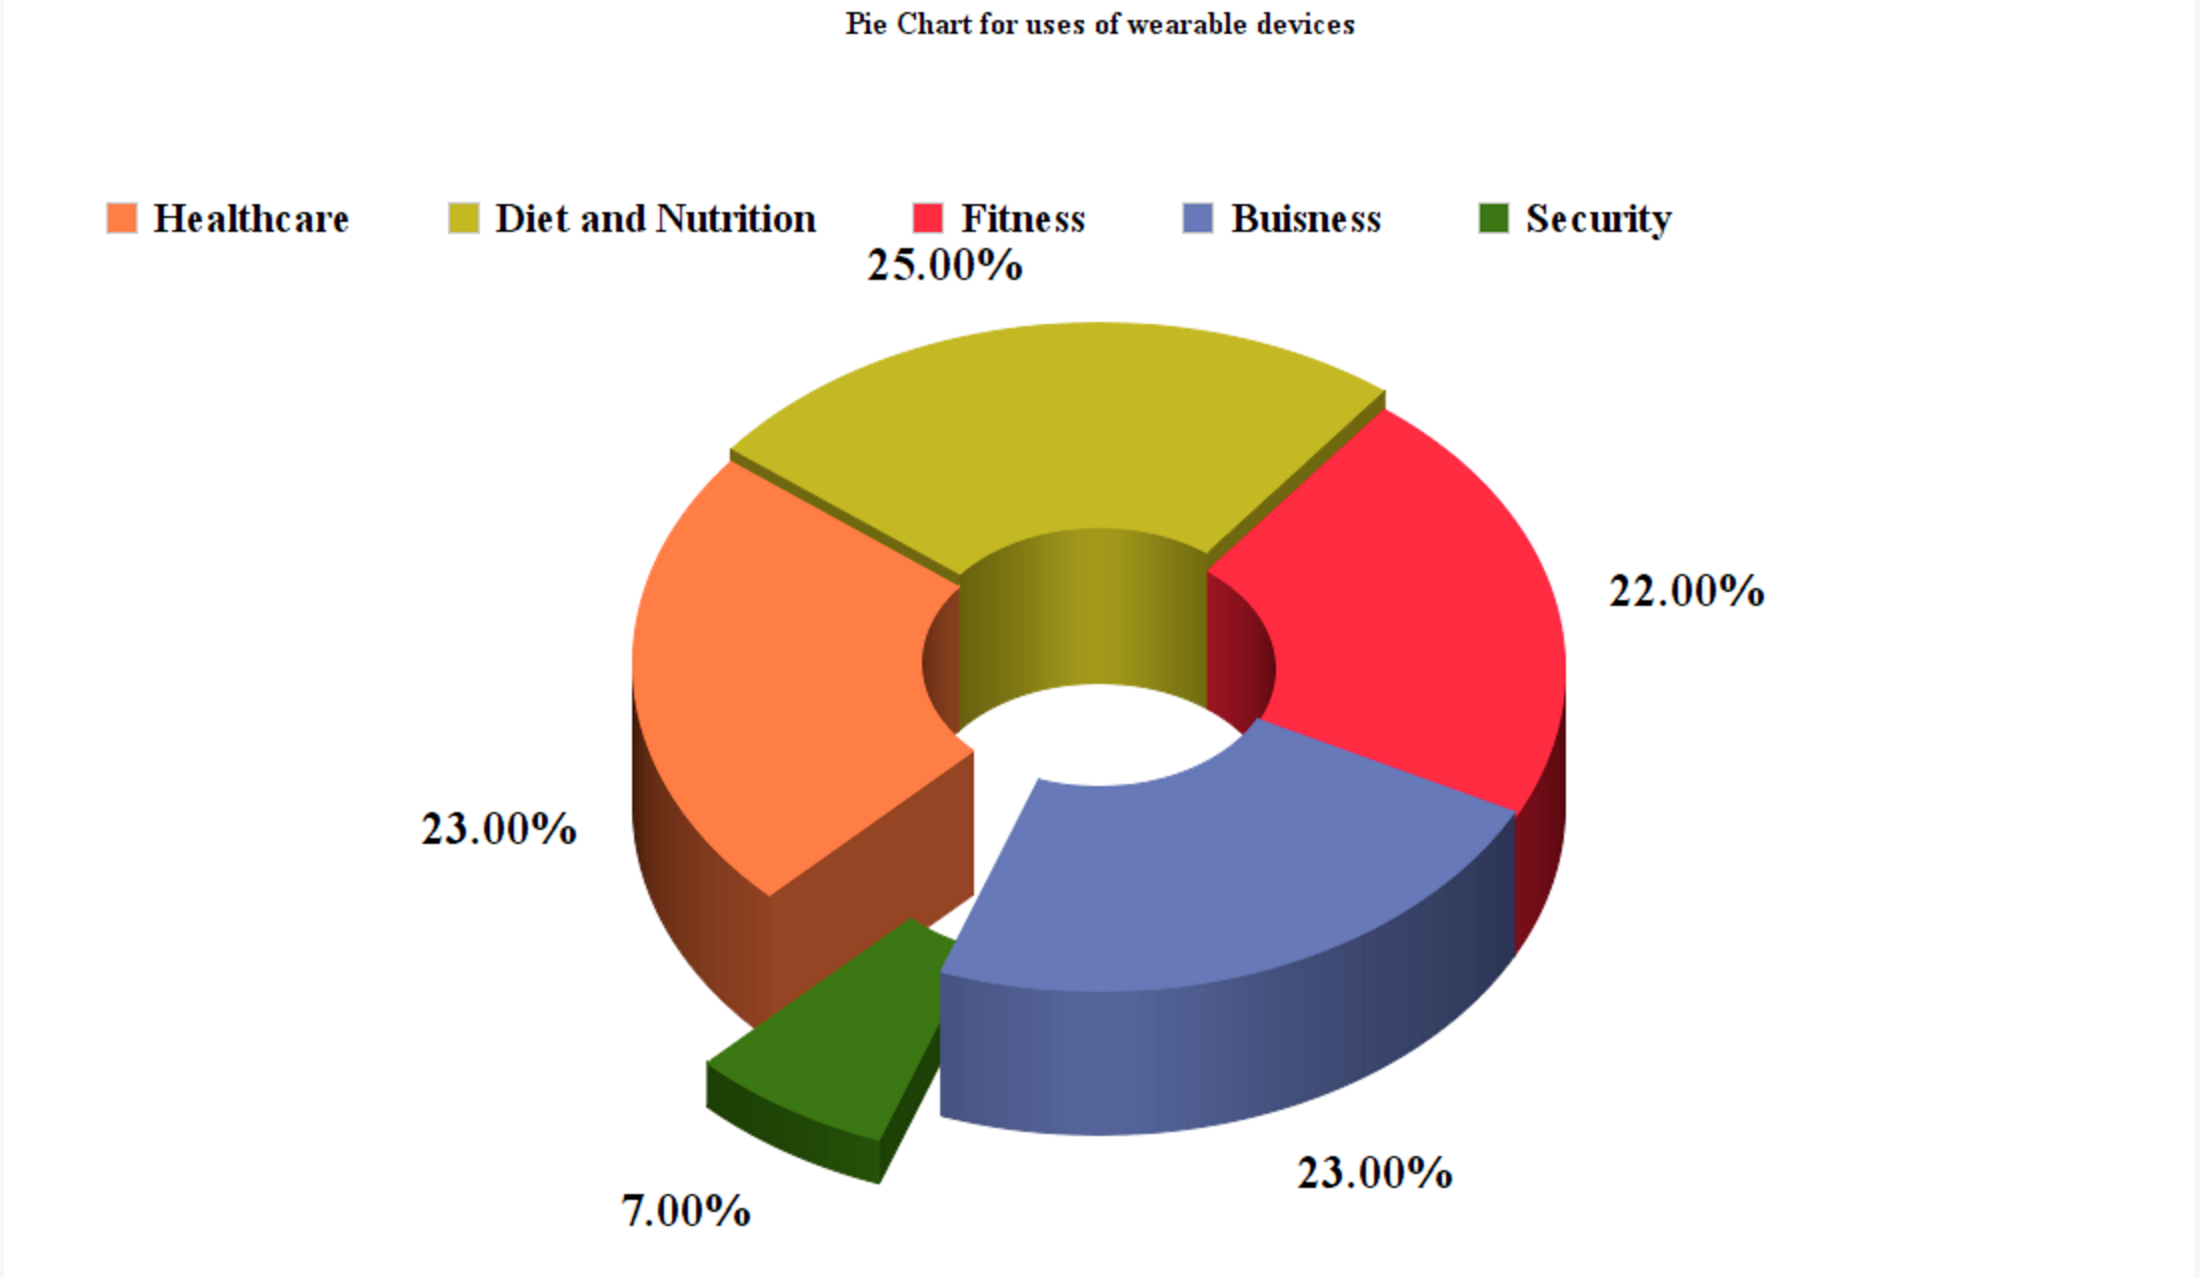 Pie Chart for uses of wearable devices
Healthcare Diet and Nutrition Fitness Buisness Security
25.00%
22.00%
23.00%
23.00%
7.00%